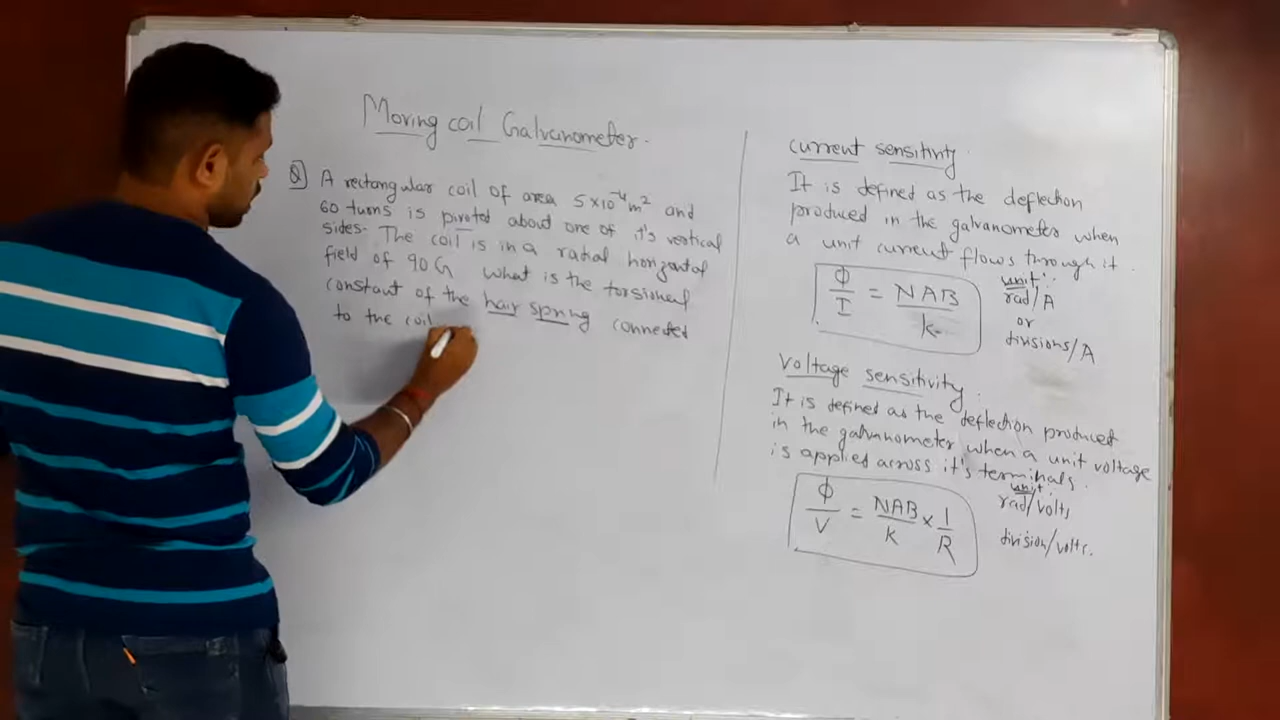 Moving coil Galvanometer.
Q) A rectangular coil of area 5×10⁻⁴m² and
60 turns is pivoted about one of it's vertical
sides. The coil is in a radial horizontal
field of 90 G what is the torsional
constant of the hair spring connected
to the coil
current sensitivity
It is defined as the deflection
produced in the galvanometer when
a unit current flows through it.
ϕ/I = NAB/k
unit:
rad/A
or
divisions/A
Voltage sensitivity
It is defined as the deflection produced
in the galvanometer when a unit voltage
is applied across it's terminals.
ϕ/V = NAB/k × 1/R
unit:
rad/volts
division/volts.